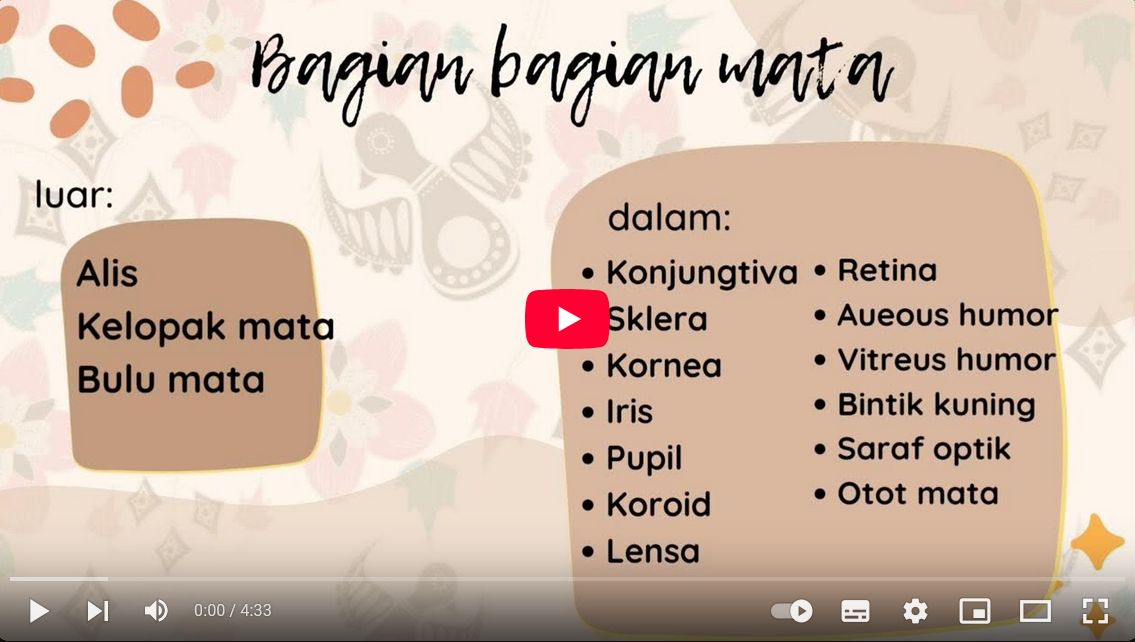 Bagian bagian mata
luar:
Alis
Kelopak mata
Bulu mata
dalam:
• Konjungtiva
Sklera
• Kornea
• Iris
• Pupil
• Koroid
• Lensa
• Retina
• Aueous humor
• Vitreus humor
• Bintik kuning
• Saraf optik
• Otot mata
0:00 / 4:33